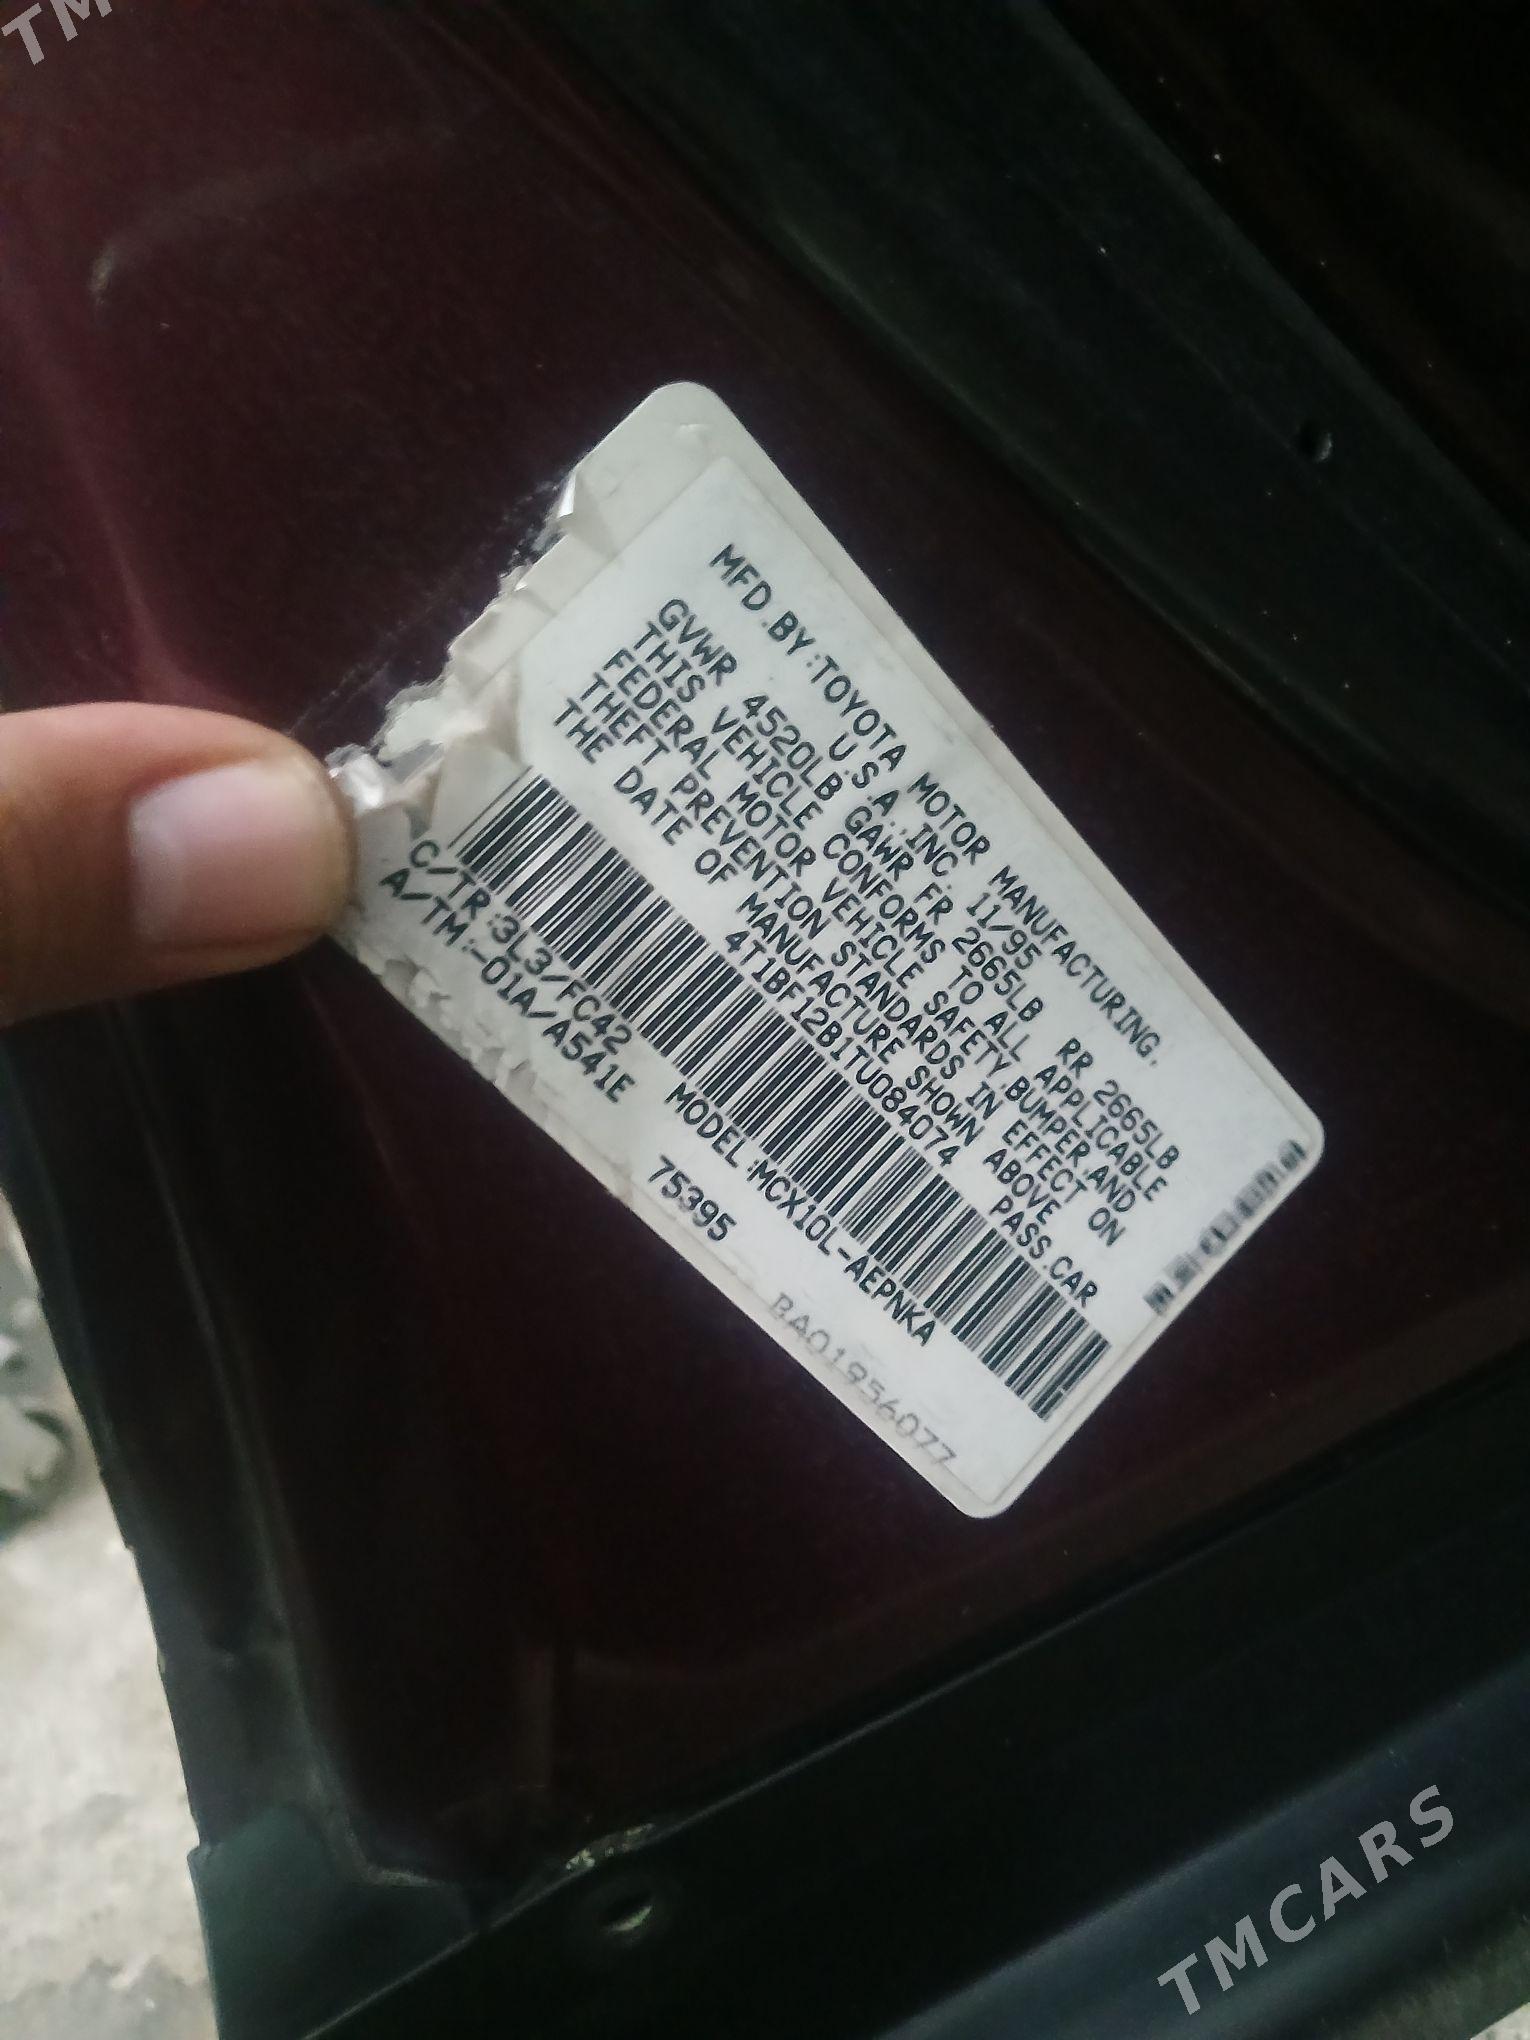 TM
MFD.BY:TOYOTA MOTOR MANUFACTURING,
U.S.A.,INC. 11/95
GVWR 4520LB GAWR FR 2665LB RR 2665LB
THIS VEHICLE CONFORMS TO ALL APPLICABLE
FEDERAL MOTOR VEHICLE SAFETY,BUMPER,AND
THEFT PREVENTION STANDARDS IN EFFECT ON
THE DATE OF MANUFACTURE SHOWN ABOVE
4T1BF12B1TU084074 PASS.CAR
C/TR:3L3/FC42 MODEL:MCX10L-AEPNKA
A/TM:-01A/A541E
75395
BA01956077
TMCARS